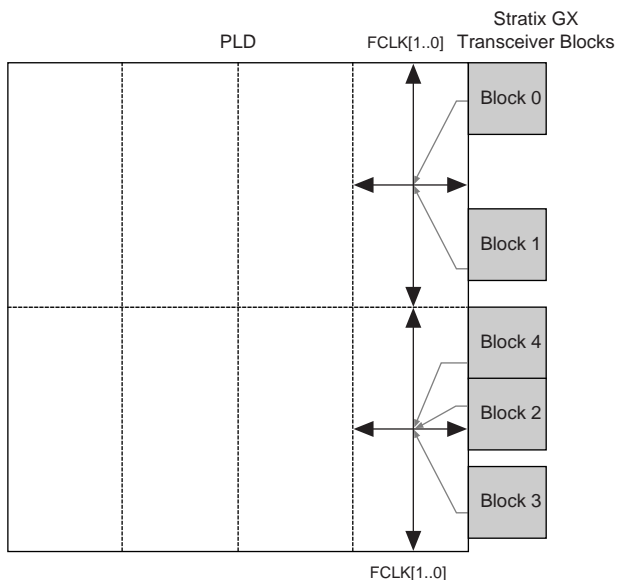 Stratix GX
PLD FCLK[1..0] Transceiver Blocks
Block 0
Block 1
Block 4
Block 2
Block 3
FCLK[1..0]